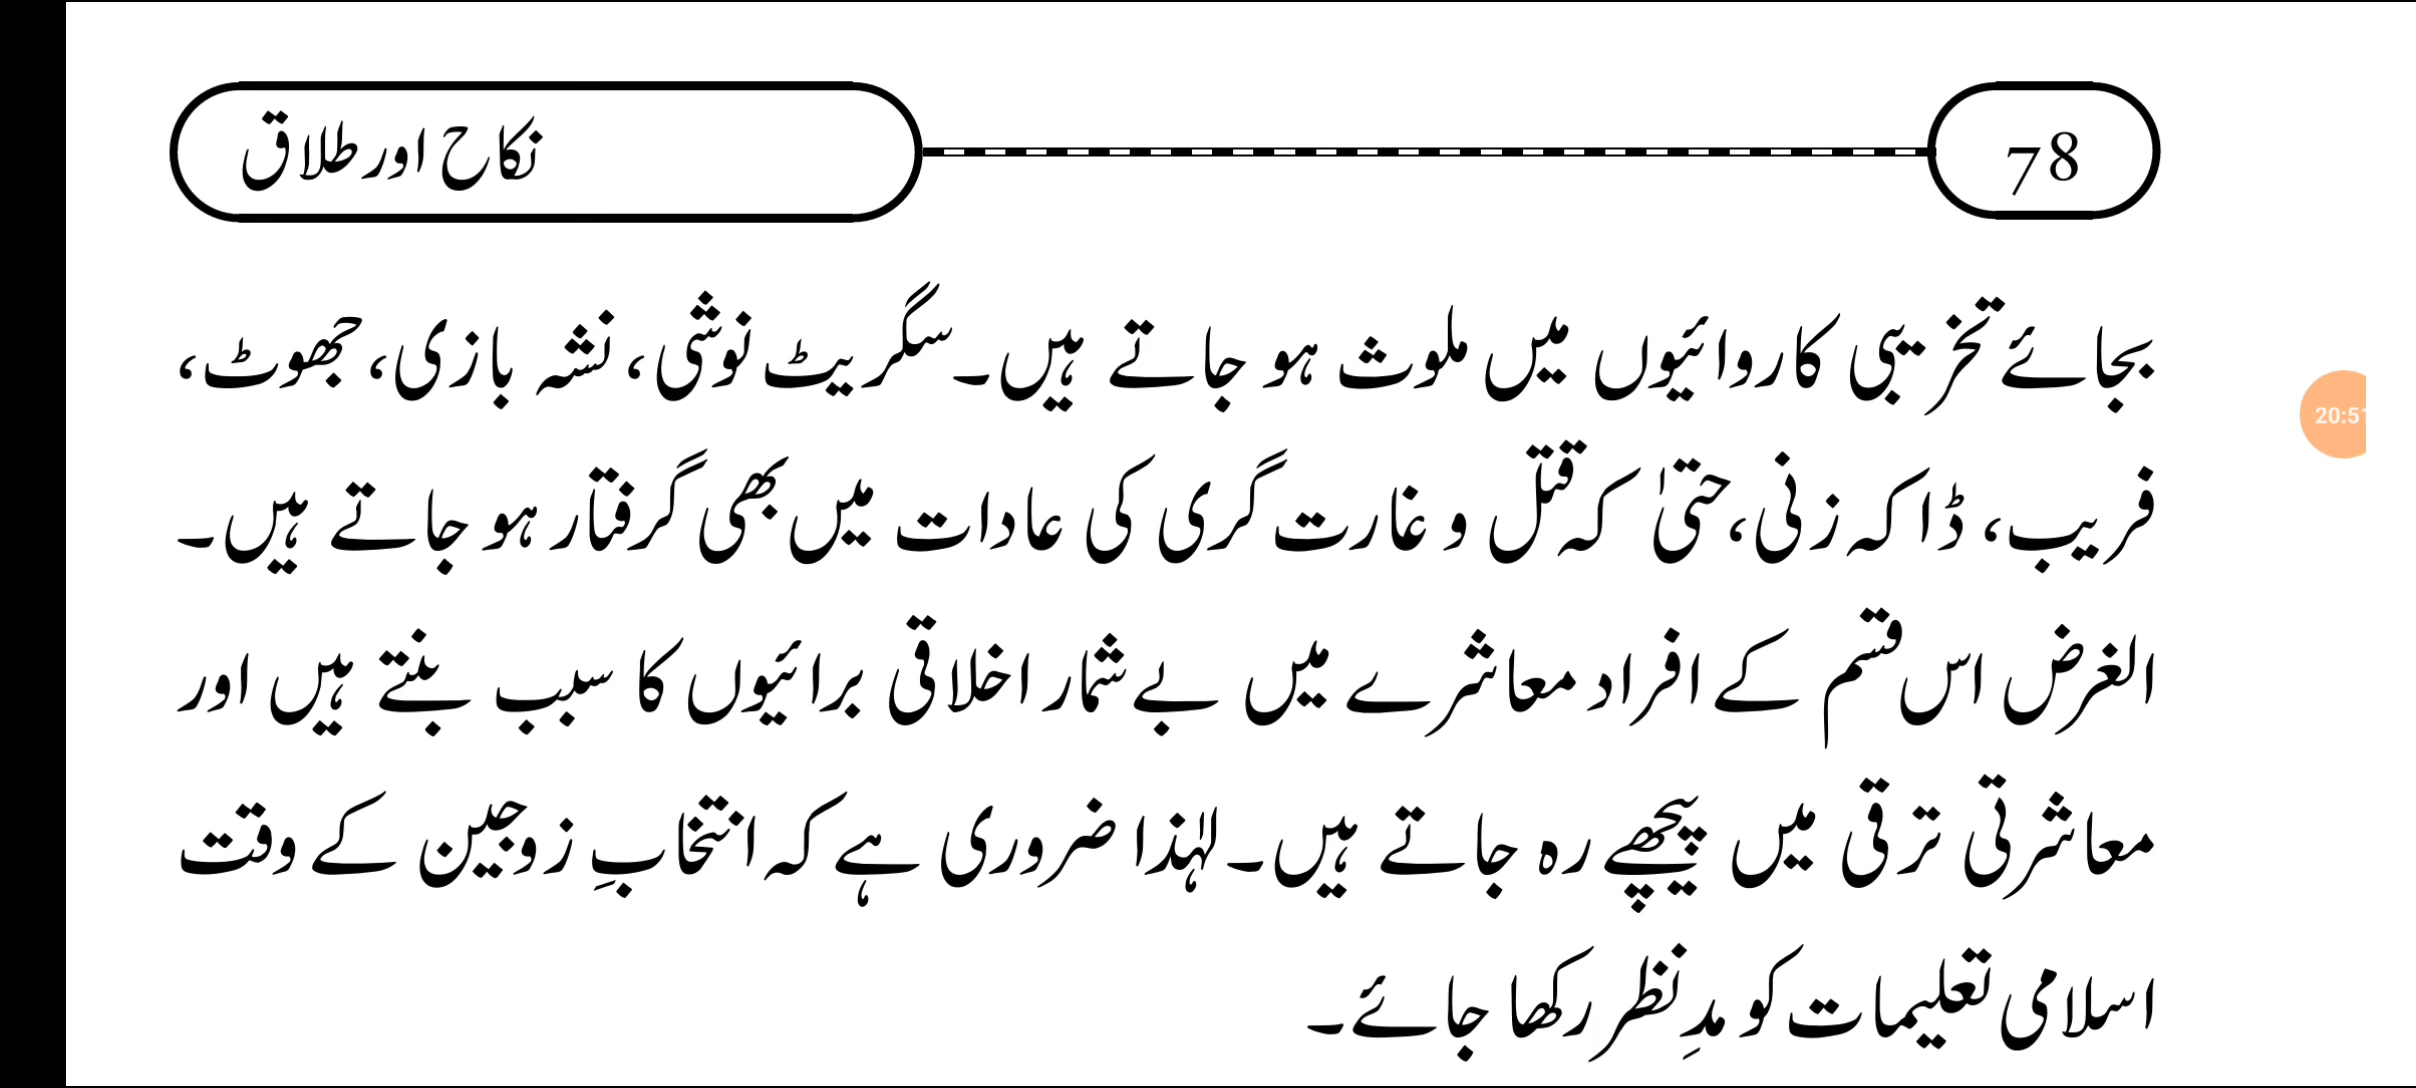 78
نکاح اور طلاق
بجائے تخریبی کاروائیوں میں ملوث ہو جاتے ہیں۔ سگریٹ نوشی، نشہ بازی، جھوٹ،
فریب، ڈاکہ زنی، حتیٰ کہ قتل و غارت گری کی عادات میں بھی گرفتار ہو جاتے ہیں۔
الغرض اس قسم کے افراد معاشرے میں بے شمار اخلاقی برائیوں کا سبب بنتے ہیں اور
معاشرتی ترقی میں پیچھے رہ جاتے ہیں۔ لہٰذا ضروری ہے کہ انتخابِ زوجین کے وقت
اسلامی تعلیمات کو مدِ نظر رکھا جائے۔
20:51